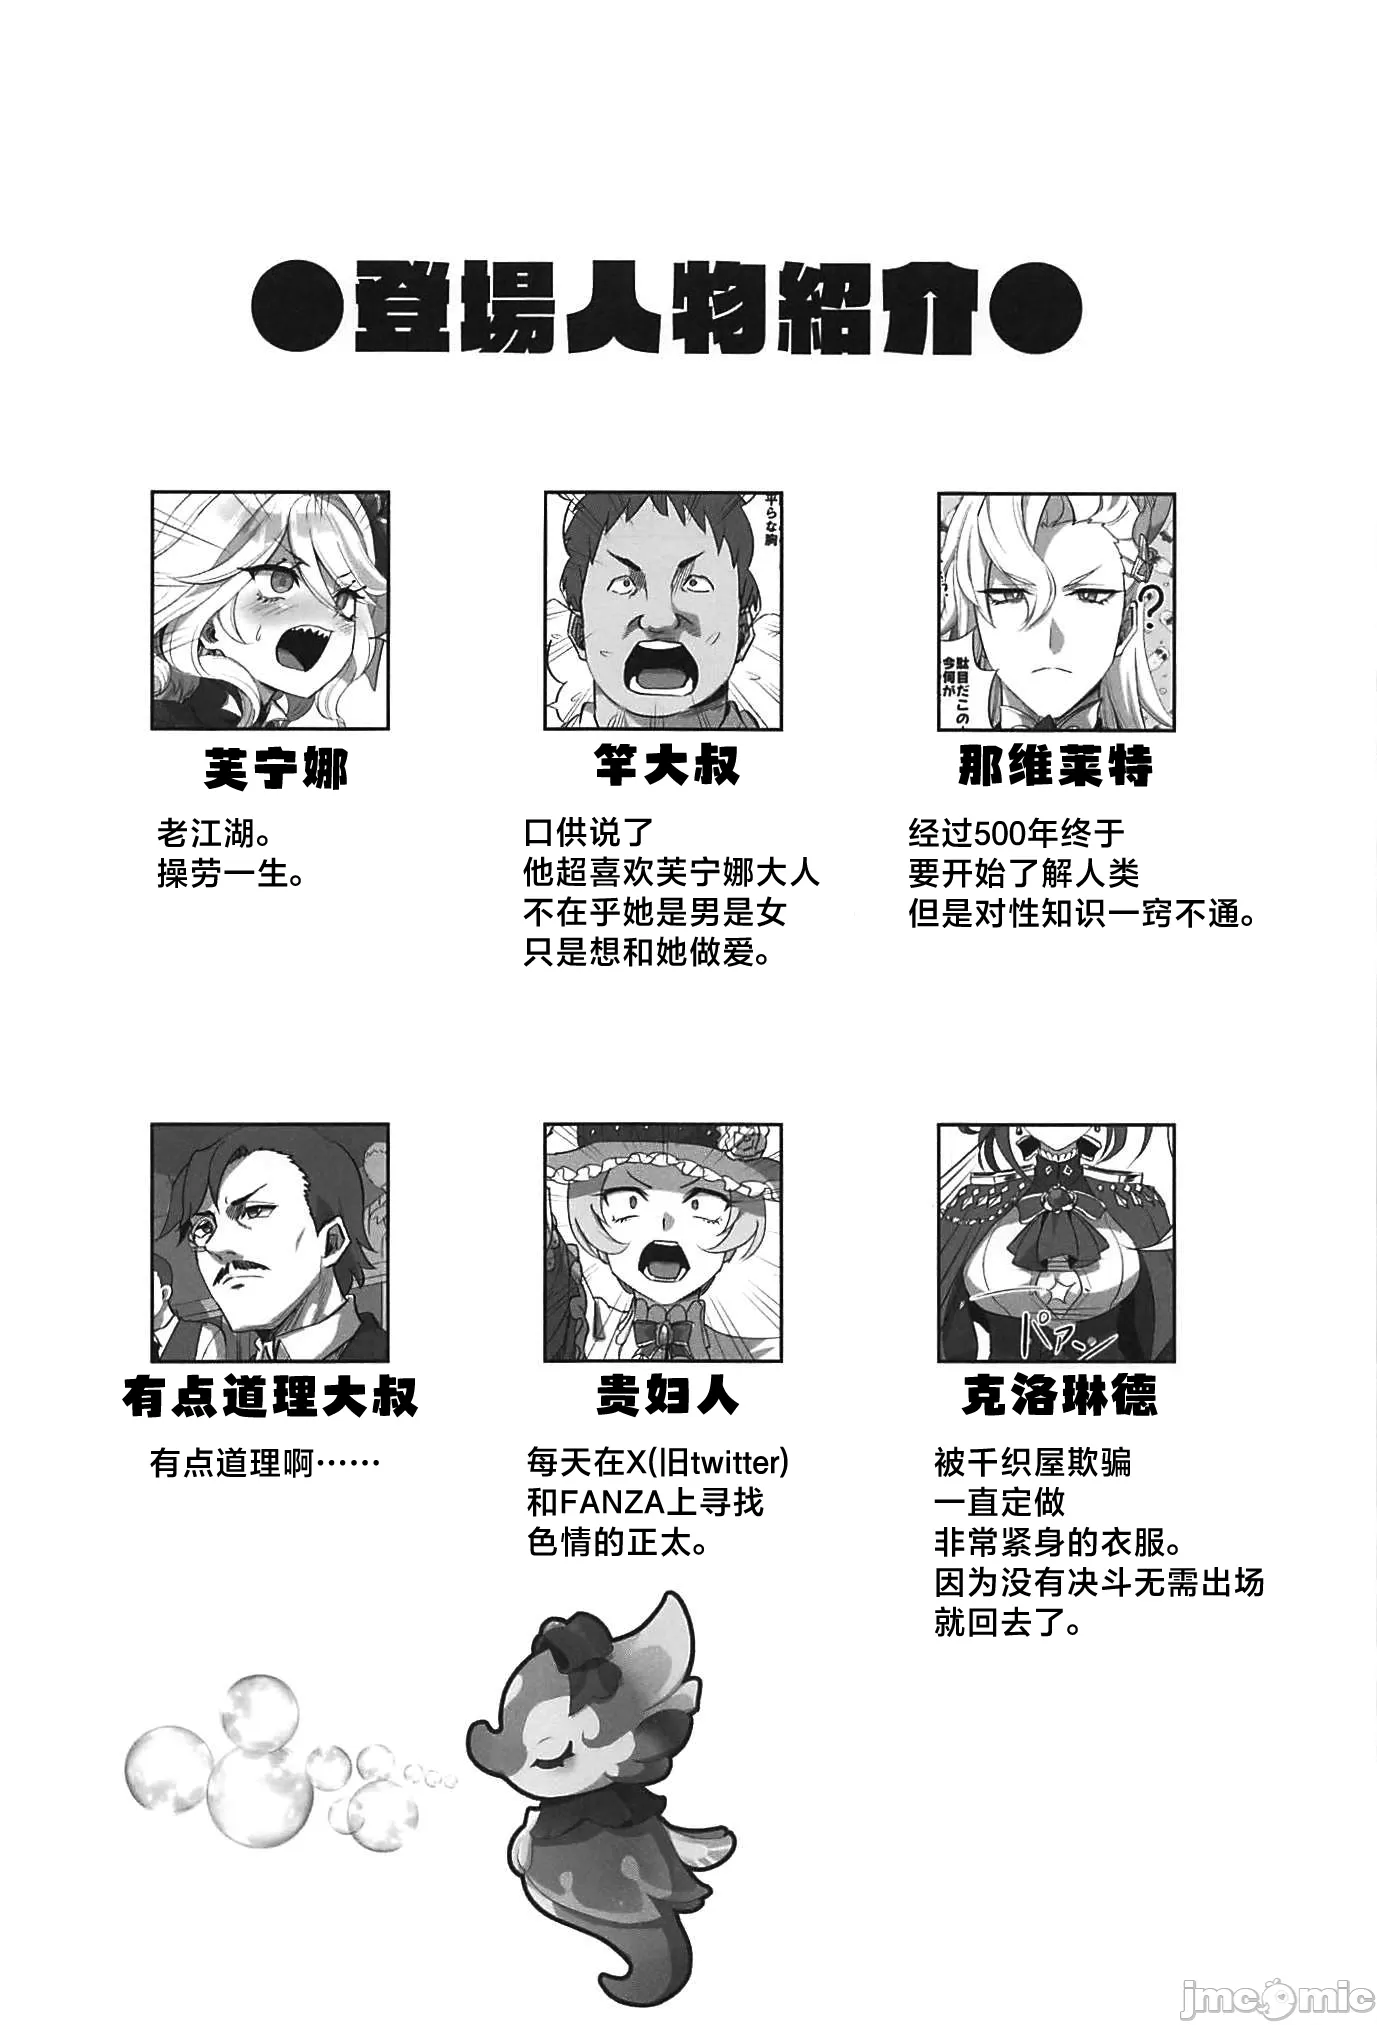 ●登場人物紹介●
平らな胸
?
駄目だこの
今何が
芙宁娜
竿大叔
那维莱特
老江湖。
操劳一生。
口供说了
他超喜欢芙宁娜大人
不在乎她是男是女
只是想和她做爱。
经过500年终于
要开始了解人类
但是对性知识一窍不通。
パァン
有点道理大叔
贵妇人
克洛琳德
有点道理啊……
每天在X(旧twitter)
和FANZA上寻找
色情的正太。
被千织屋欺骗
一直定做
非常紧身的衣服。
因为没有决斗无需出场
就回去了。
jmcomic